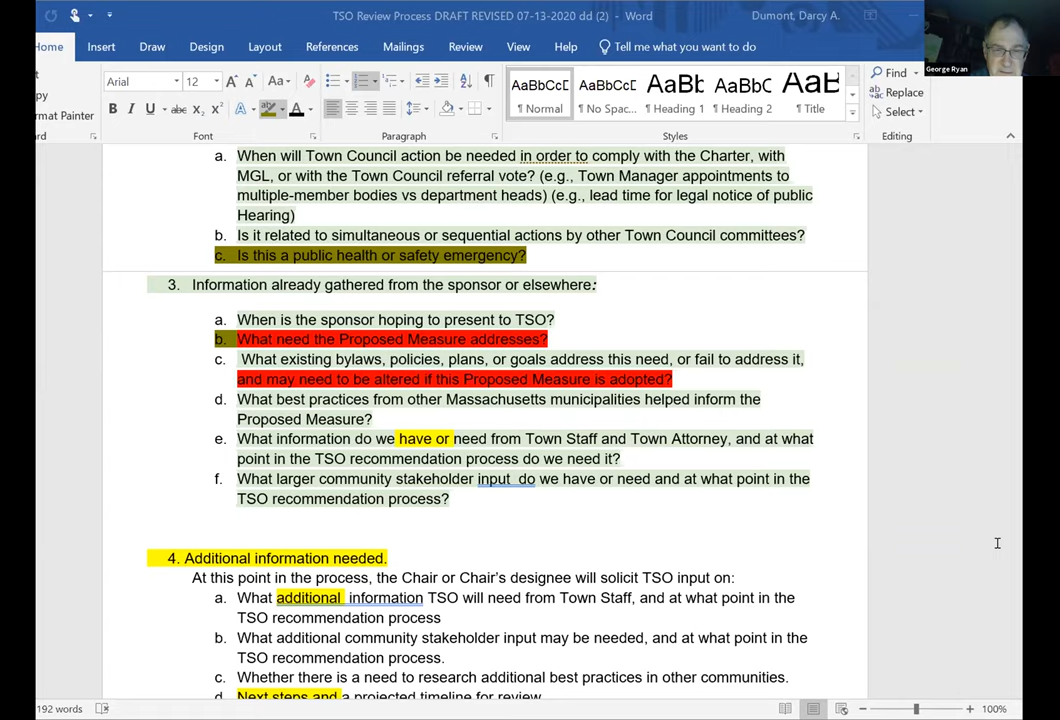 TSO Review Process DRAFT REVISED 07-13-2020 dd (2) - Word
Dumont, Darcy A.
George Ryan
Home Insert Draw Design Layout References Mailings Review View Help Tell me what you want to do
Arial 12 Aa
AaBbCcD AaBbCcD AaBbCc AaBbC AaB
Find
Replace
Select
¶ Normal ¶ No Spac... Heading 1 ¶ Heading 2 ¶ Title
B I U abc
Font Paragraph Styles Editing
a. When will Town Council action be needed in order to comply with the Charter, with
MGL, or with the Town Council referral vote? (e.g., Town Manager appointments to
multiple-member bodies vs department heads) (e.g., lead time for legal notice of public
Hearing)
b. Is it related to simultaneous or sequential actions by other Town Council committees?
c. Is this a public health or safety emergency?
3. Information already gathered from the sponsor or elsewhere:
a. When is the sponsor hoping to present to TSO?
b. What need the Proposed Measure addresses?
c. What existing bylaws, policies, plans, or goals address this need, or fail to address it,
and may need to be altered if this Proposed Measure is adopted?
d. What best practices from other Massachusetts municipalities helped inform the
Proposed Measure?
e. What information do we have or need from Town Staff and Town Attorney, and at what
point in the TSO recommendation process do we need it?
f. What larger community stakeholder input do we have or need and at what point in the
TSO recommendation process?
4. Additional information needed.
At this point in the process, the Chair or Chair's designee will solicit TSO input on:
a. What additional information TSO will need from Town Staff, and at what point in the
TSO recommendation process
b. What additional community stakeholder input may be needed, and at what point in the
TSO recommendation process.
c. Whether there is a need to research additional best practices in other communities.
d. Next steps and a projected timeline for review
192 words
100%